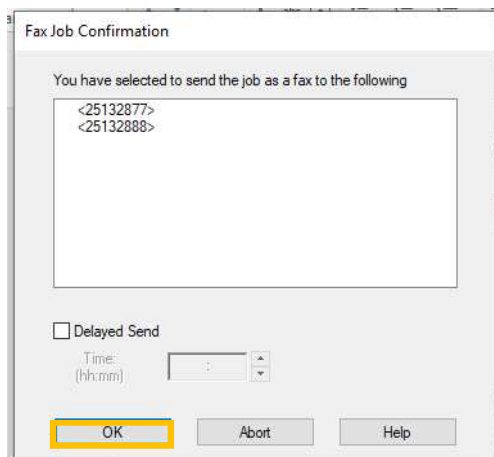 Fax Job Confirmation
You have selected to send the job as a fax to the following
<25132877>
<25132888>
Delayed Send
Time:
(hh:mm)
:
OK Abort Help